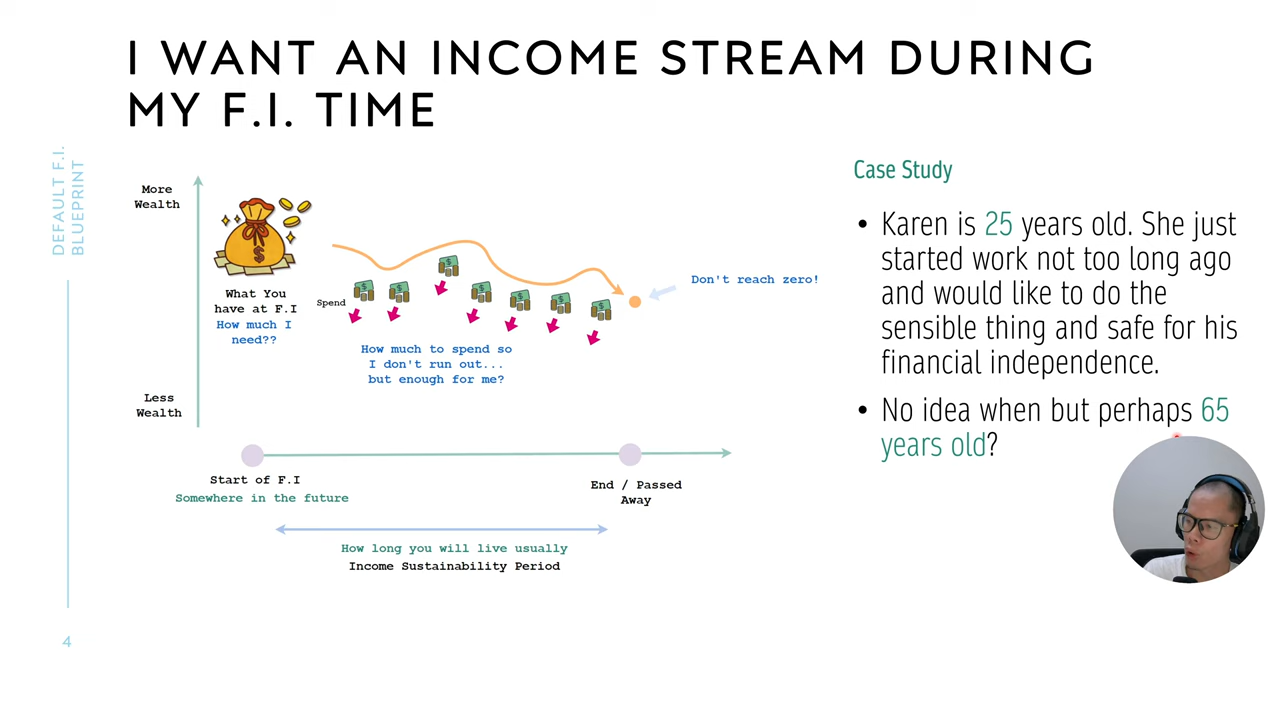 I WANT AN INCOME STREAM DURING
MY F.I. TIME
DEFAULT F.I.
BLUEPRINT
More
Wealth
What You
have at F.I
How much I
need??
Spend
Don't reach zero!
How much to spend so
I don't run out...
but enough for me?
Less
Wealth
Start of F.I
Somewhere in the future
End / Passed
Away
How long you will live usually
Income Sustainability Period
Case Study
• Karen is 25 years old. She just
started work not too long ago
and would like to do the
sensible thing and safe for his
financial independence.
• No idea when but perhaps 65
years old?
4